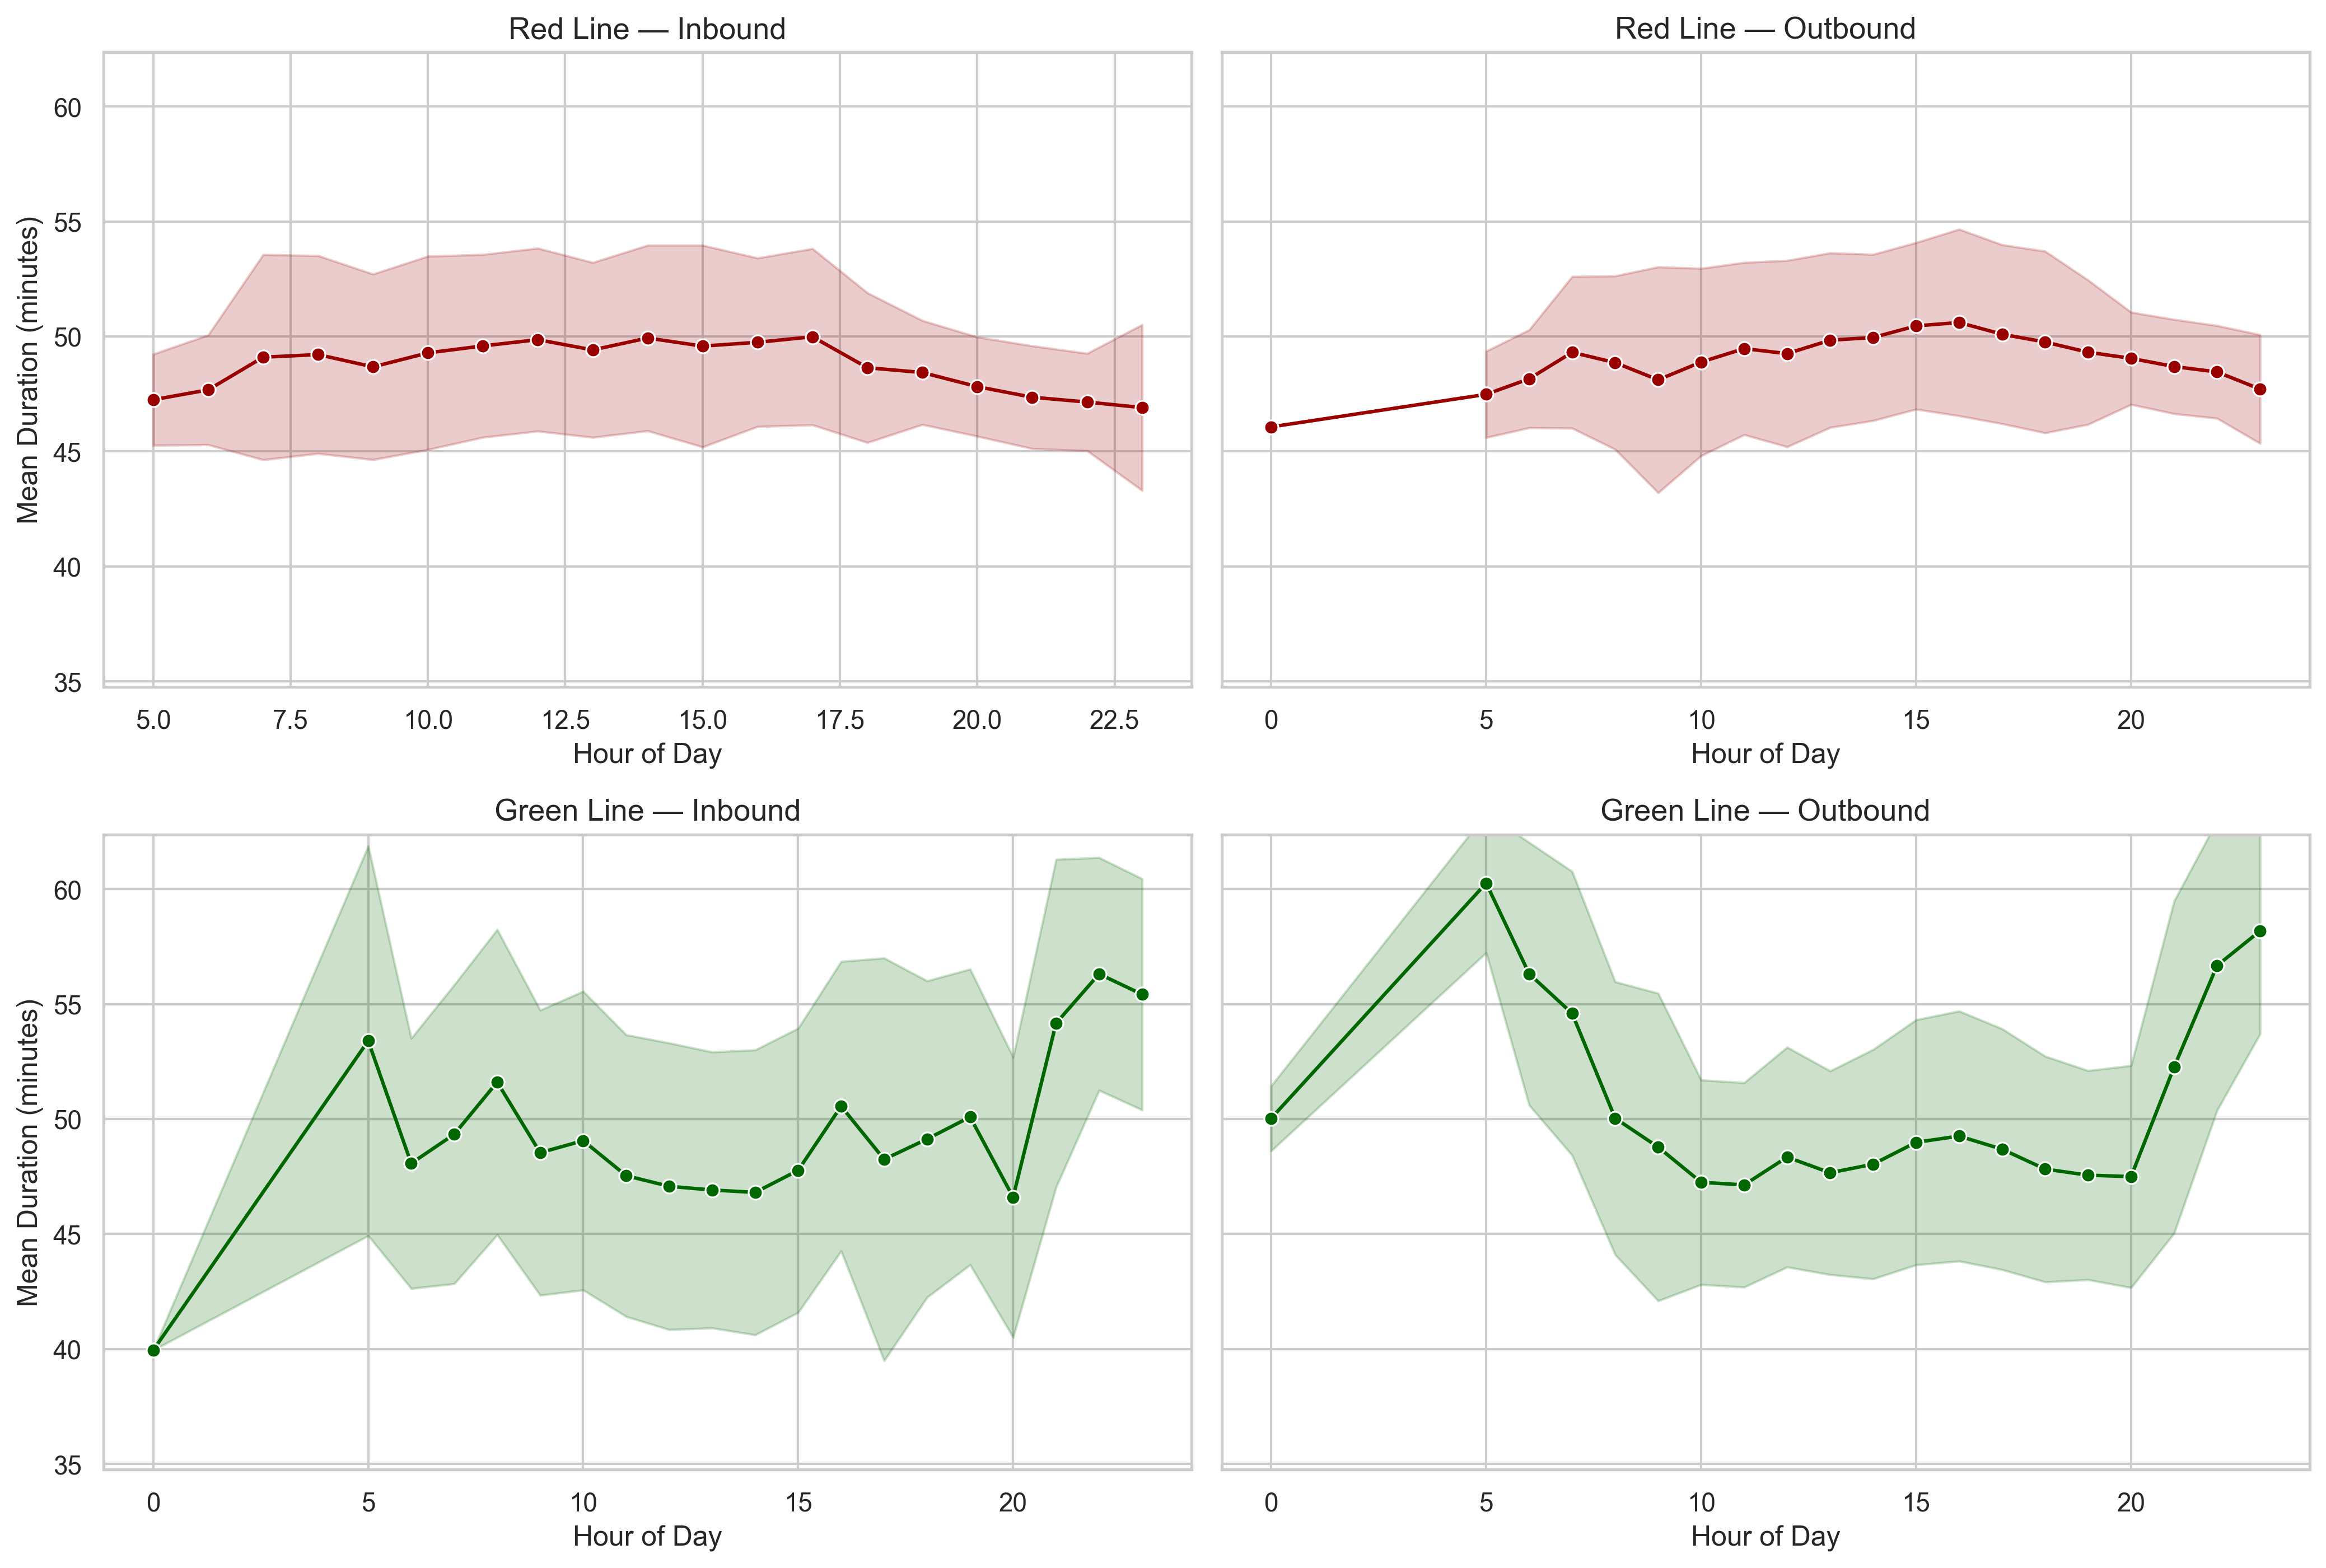 Red Line — Inbound
Red Line — Outbound
Mean Duration (minutes)
60
55
50
45
40
35
5.0 7.5 10.0 12.5 15.0 17.5 20.0 22.5
Hour of Day
0 5 10 15 20
Hour of Day
Green Line — Inbound
Green Line — Outbound
Mean Duration (minutes)
60
55
50
45
40
35
0 5 10 15 20
Hour of Day
0 5 10 15 20
Hour of Day